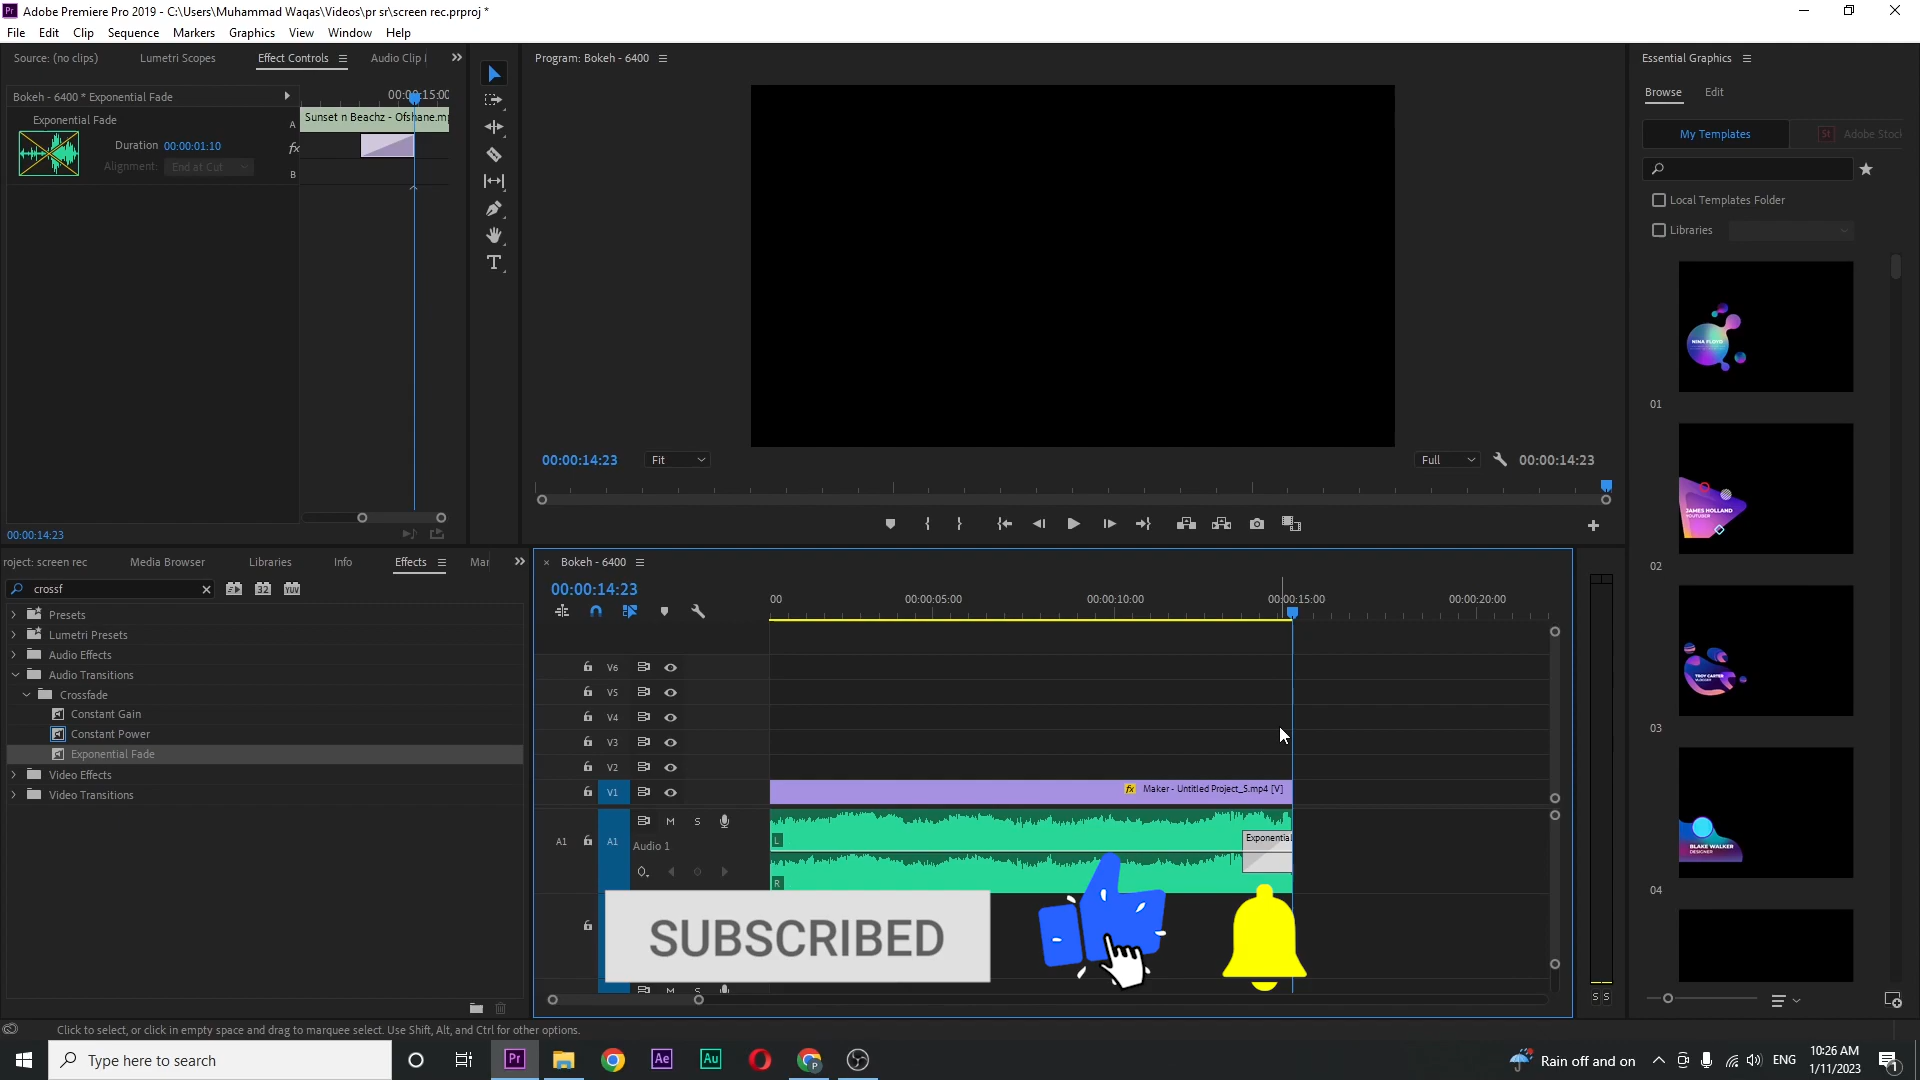 Adobe Premiere Pro 2019 - C:\Users\Muhammad Waqas\Videos\pr sr\screen rec.prproj *
File Edit Clip Sequence Markers Graphics View Window Help
Source: (no clips) Lumetri Scopes Effect Controls Audio Clip
Program: Bokeh - 6400
Essential Graphics
Browse Edit
My Templates Adobe Stock
Local Templates Folder
Libraries
NINA FLOYD
01
JAMES HOLLAND
YOUTUBER
02
TROY CARTER
03
BLAKE WALKER
DESIGNER
04
Bokeh - 6400 * Exponential Fade
00:00:15:00
Exponential Fade
Sunset n Beachz - Ofshane.mp
Duration 00:00:01:10
Alignment: End at Cut
A
fx
B
00:00:14:23
00:00:14:23 Fit Full 00:00:14:23
roject: screen rec Media Browser Libraries Info Effects Mar
crossf
32 YUV
Presets
Lumetri Presets
Audio Effects
Audio Transitions
Crossfade
Constant Gain
Constant Power
Exponential Fade
Video Effects
Video Transitions
× Bokeh - 6400
00:00:14:23
00 00:00:05:00 00:00:10:00 00:00:15:00 00:00:20:00
V6
V5
V4
V3
V2
V1
fx Maker - Untitled Project_S.mp4 [V]
A1 A1 M S
Audio 1
L
R
Exponential
SUBSCRIBED
M S
S S
Click to select, or click in empty space and drag to marquee select. Use Shift, Alt, and Ctrl for other options.
Type here to search
Pr Ae Au
Rain off and on
ENG
10:26 AM
1/11/2023
1